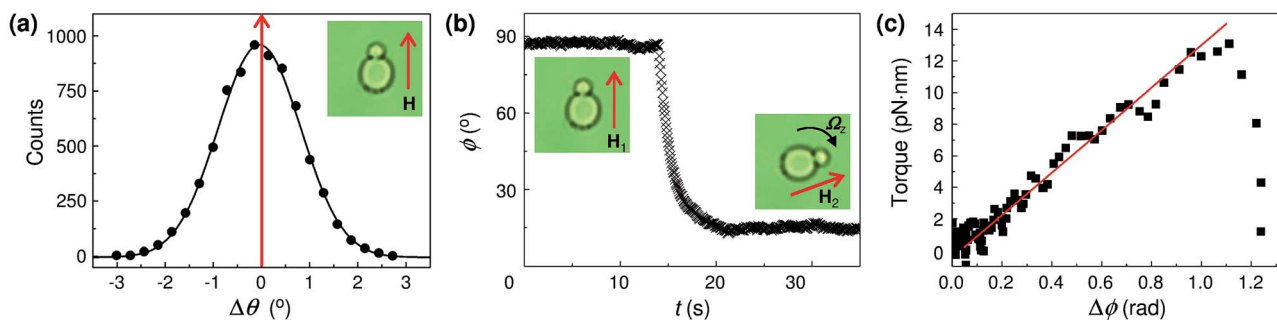 (a)
1000
750
500
250
0
Counts
-3 -2 -1 0 1 2 3
Δθ (º)
H
(b)
90
60
30
ϕ (º)
0 10 20 30
t (s)
H₁
Ω_z
H₂
(c)
14
12
10
8
6
4
2
0
Torque (pN·nm)
0.0 0.2 0.4 0.6 0.8 1.0 1.2
Δϕ (rad)